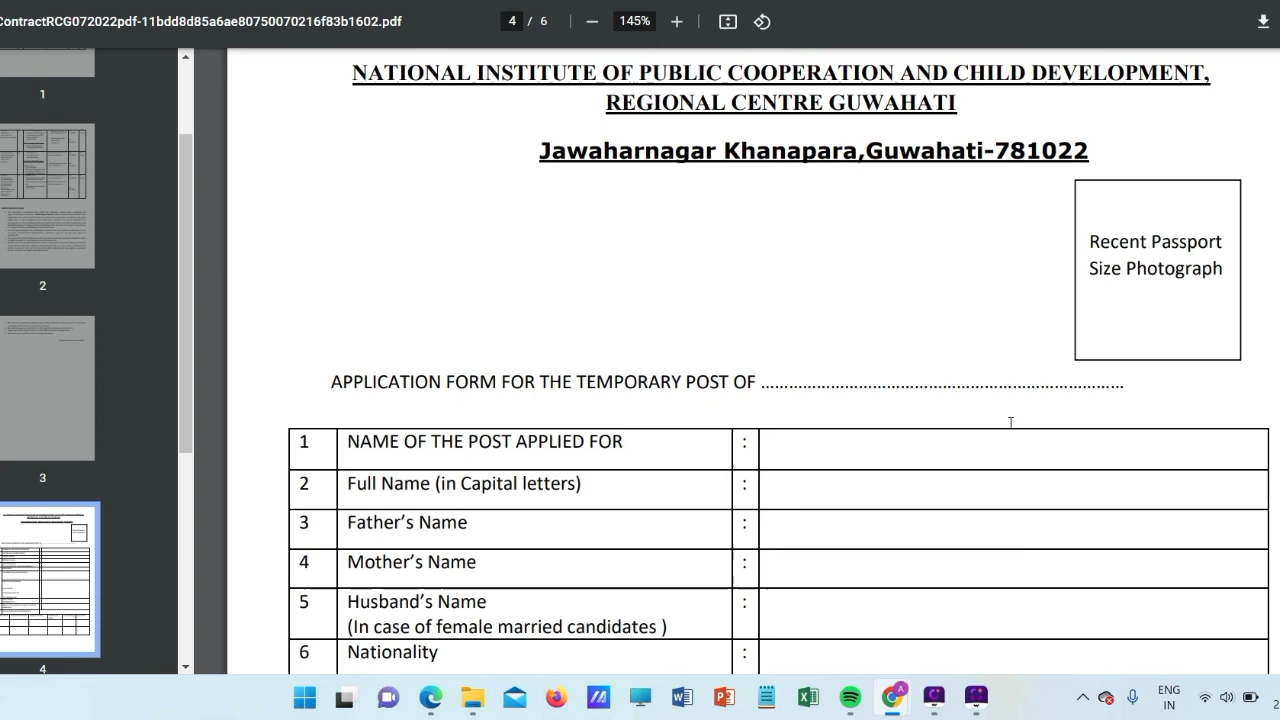 ContractRCG072022pdf-11bdd8d85a6ae80750070216f83b1602.pdf
4 / 6
145%
NATIONAL INSTITUTE OF PUBLIC COOPERATION AND CHILD DEVELOPMENT,
REGIONAL CENTRE GUWAHATI
Jawaharnagar Khanapara,Guwahati-781022
Recent Passport
Size Photograph
APPLICATION FORM FOR THE TEMPORARY POST OF ………………………………………………………………………
1 NAME OF THE POST APPLIED FOR :
2 Full Name (in Capital letters) :
3 Father’s Name :
4 Mother’s Name :
5 Husband’s Name :
(In case of female married candidates )
6 Nationality :
1
2
3
4
ENG
IN